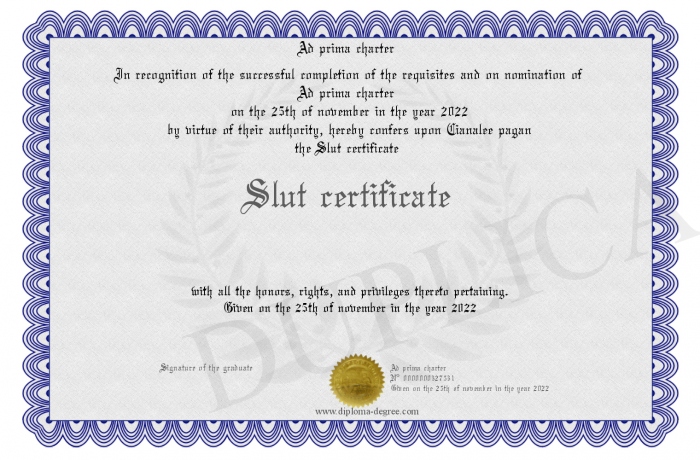 Ad prima charter
In recognition of the successful completion of the requisites and on nomination of
Ad prima charter
on the 25th of november in the year 2022
by virtue of their authority, hereby confers upon Cianalee pagan
the Slut certificate
Slut certificate
with all the honors, rights, and privileges thereto pertaining.
Given on the 25th of november in the year 2022
DUPLICA
Signature of the graduate
Ad prima charter
Given on the 25th of november in the year 2022
www.diploma-degree.com